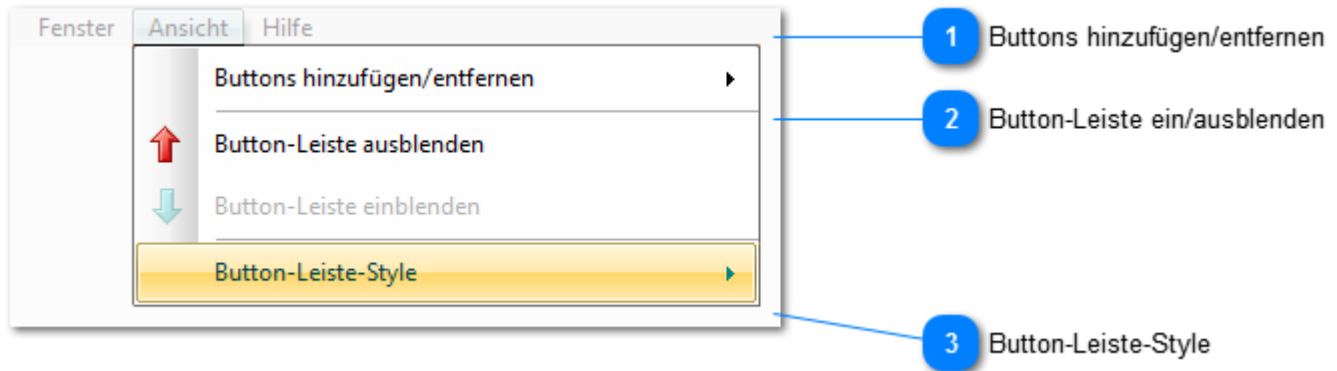 Fenster Ansicht Hilfe
1 Buttons hinzufügen/entfernen
Buttons hinzufügen/entfernen
2 Button-Leiste ein/ausblenden
Button-Leiste ausblenden
Button-Leiste einblenden
Button-Leiste-Style
3 Button-Leiste-Style